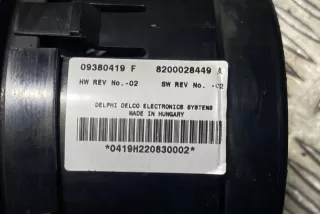 09380419 F 8200028449 A
HW REV No.-02 SW REV No. -02
DELPHI DELCO ELECTRONICS SYSTEMS
MADE IN HUNGARY
*0419H220830002*